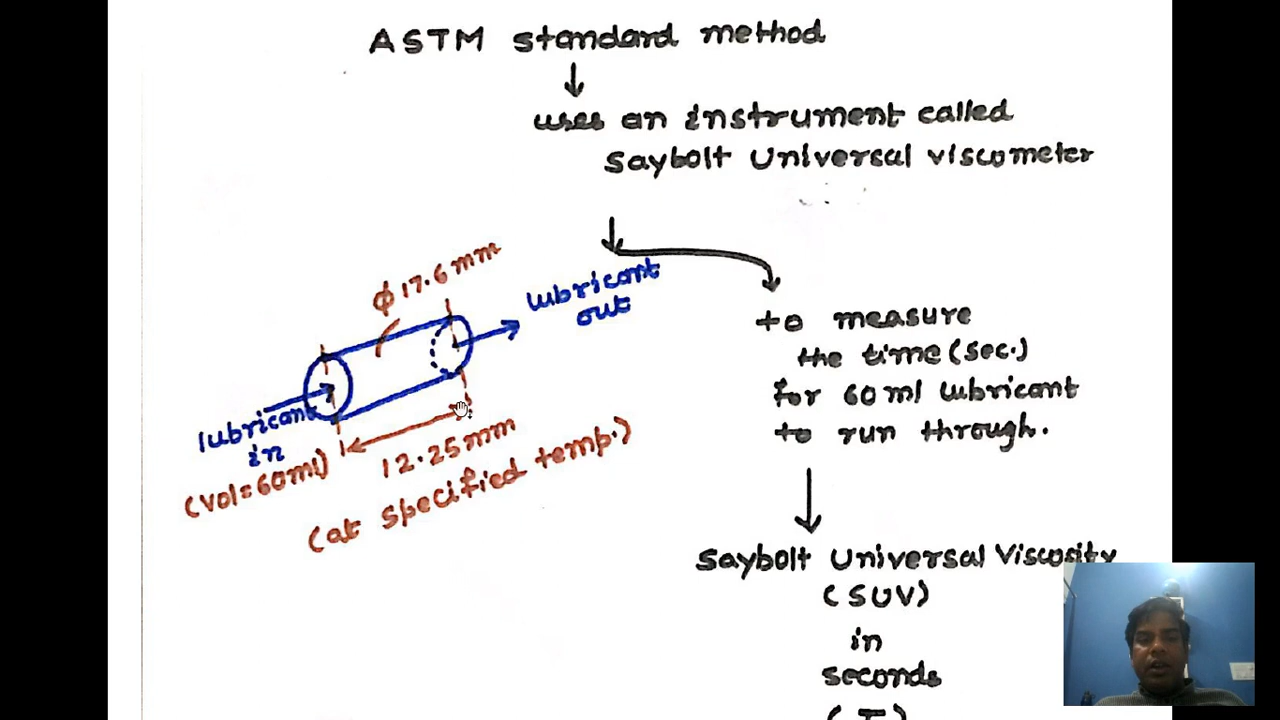 ASTM standard method
uses an instrument called
Saybolt Universal viscometer
φ 17.6 mm
lubricant
out
lubricant
in
(vol=60ml)
12.25mm
(at specified temp.)
to measure
the time (sec.)
for 60 ml lubricant
to run through.
Saybolt Universal Viscosity
(SUV)
in
seconds